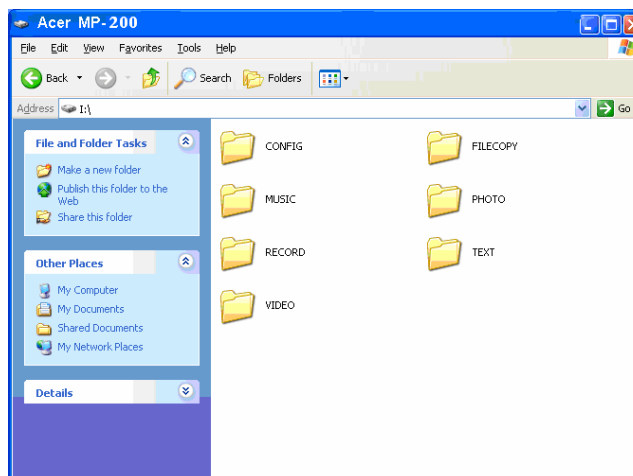 Acer MP-200
File Edit View Favorites Tools Help
Back Search Folders
Address I:\ Go
File and Folder Tasks
Make a new folder
Publish this folder to the
Web
Share this folder
Other Places
My Computer
My Documents
Shared Documents
My Network Places
Details
CONFIG FILECOPY
MUSIC PHOTO
RECORD TEXT
VIDEO